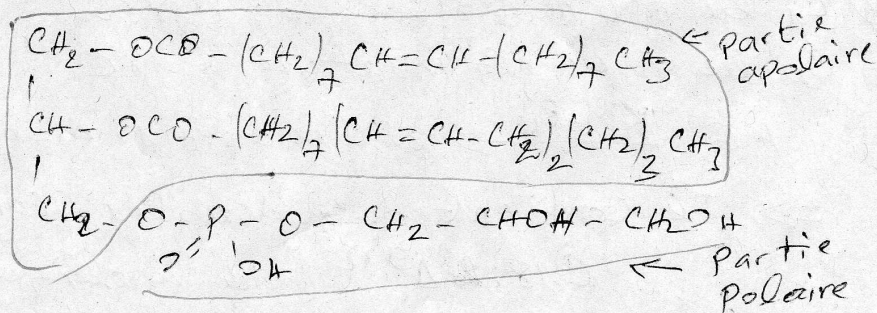 CH₂ - OCO - (CH₂)₇ CH = CH - (CH₂)₇ CH₃ ← partie apolaire
CH - OCO - (CH₂)₇ (CH = CH - CH₂)₂ (CH₂)₃ CH₃
CH₂ - O - P - O - CH₂ - CHOH - CH₂OH
O OH
← Partie
Polaire